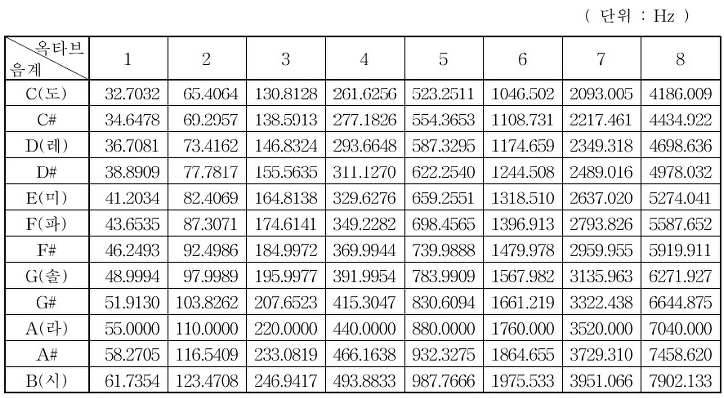 ( 단위 : Hz )
옥타브 음계 1 2 3 4 5 6 7 8
C(도) 32.7032 65.4064 130.8128 261.6256 523.2511 1046.502 2093.005 4186.009
C# 34.6478 69.2957 138.5913 277.1826 554.3653 1108.731 2217.461 4434.922
D(레) 36.7081 73.4162 146.8324 293.6648 587.3295 1174.659 2349.318 4698.636
D# 38.8909 77.7817 155.5635 311.1270 622.2540 1244.508 2489.016 4978.032
E(미) 41.2034 82.4069 164.8138 329.6276 659.2551 1318.510 2637.020 5274.041
F(파) 43.6535 87.3071 174.6141 349.2282 698.4565 1396.913 2793.826 5587.652
F# 46.2493 92.4986 184.9972 369.9944 739.9888 1479.978 2959.955 5919.911
G(솔) 48.9994 97.9989 195.9977 391.9954 783.9909 1567.982 3135.963 6271.927
G# 51.9130 103.8262 207.6523 415.3047 830.6094 1661.219 3322.438 6644.875
A(라) 55.0000 110.0000 220.0000 440.0000 880.0000 1760.000 3520.000 7040.000
A# 58.2705 116.5409 233.0819 466.1638 932.3275 1864.655 3729.310 7458.620
B(시) 61.7354 123.4708 246.9417 493.8833 987.7666 1975.533 3951.066 7902.133